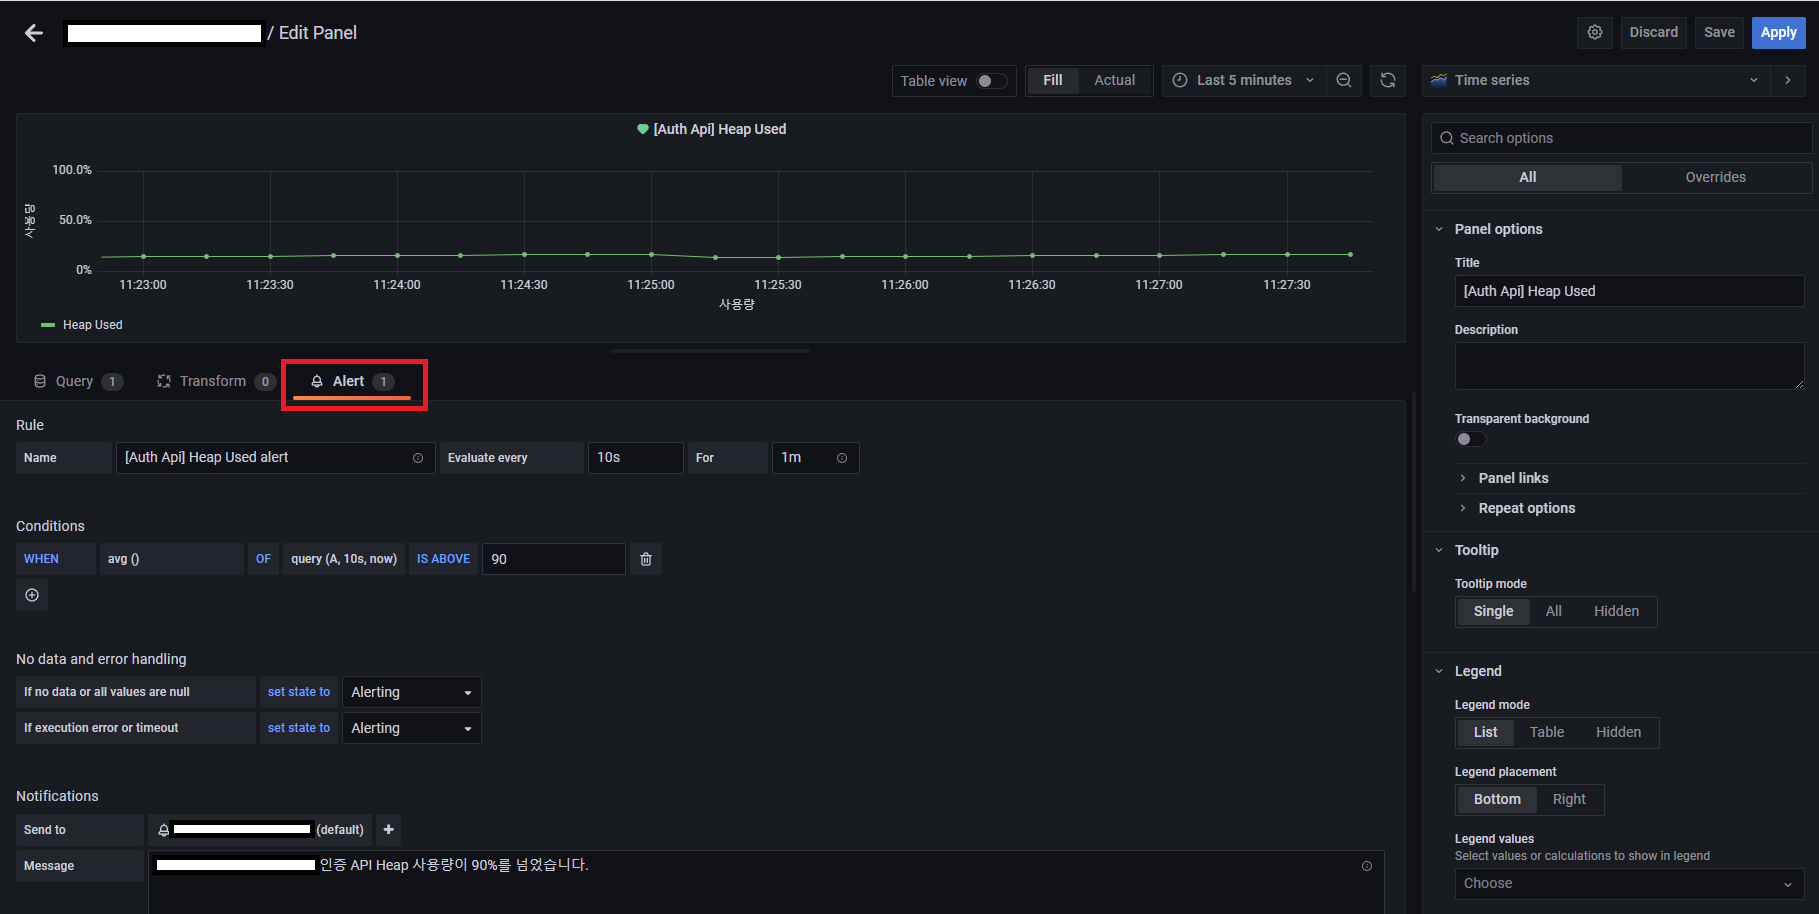 / Edit Panel
Discard
Save
Apply
Table view
Fill
Actual
Last 5 minutes
Time series
[Auth Api] Heap Used
100.0%
50.0%
0%
사용량
11:23:00
11:23:30
11:24:00
11:24:30
11:25:00
11:25:30
11:26:00
11:26:30
11:27:00
11:27:30
사용량
Heap Used
Query 1
Transform 0
Alert 1
Rule
Name
[Auth Api] Heap Used alert
Evaluate every
10s
For
1m
Conditions
WHEN
avg ()
OF
query (A, 10s, now)
IS ABOVE
90
No data and error handling
If no data or all values are null
set state to
Alerting
If execution error or timeout
set state to
Alerting
Notifications
Send to
(default)
Message
인증 API Heap 사용량이 90%를 넘었습니다.
Search options
All
Overrides
Panel options
Title
[Auth Api] Heap Used
Description
Transparent background
Panel links
Repeat options
Tooltip
Tooltip mode
Single
All
Hidden
Legend
Legend mode
List
Table
Hidden
Legend placement
Bottom
Right
Legend values
Select values or calculations to show in legend
Choose